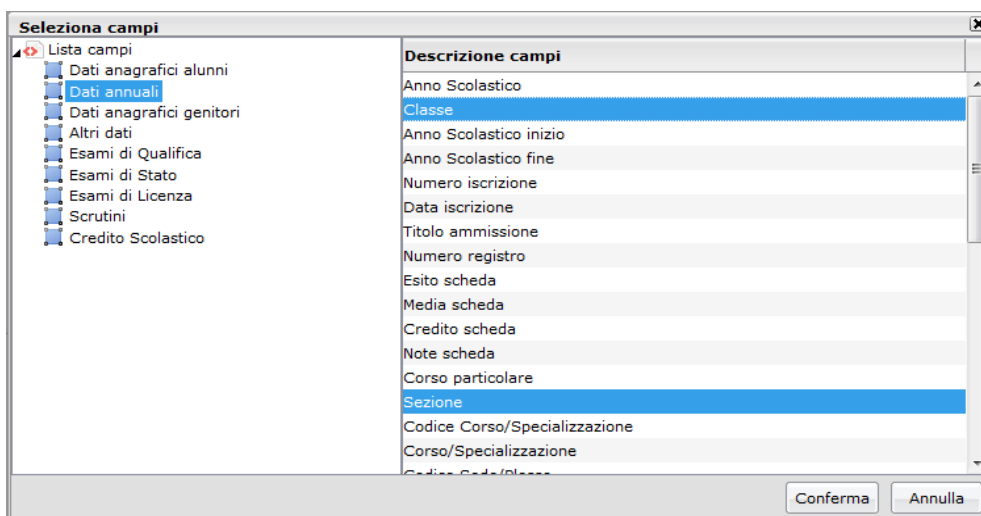 Seleziona campi
Lista campi
Dati anagrafici alunni
Dati annuali
Dati anagrafici genitori
Altri dati
Esami di Qualifica
Esami di Stato
Esami di Licenza
Scrutini
Credito Scolastico
Descrizione campi
Anno Scolastico
Classe
Anno Scolastico inizio
Anno Scolastico fine
Numero iscrizione
Data iscrizione
Titolo ammissione
Numero registro
Esito scheda
Media scheda
Credito scheda
Note scheda
Corso particolare
Sezione
Codice Corso/Specializzazione
Corso/Specializzazione
Codice Sede/Plesso
Conferma
Annulla